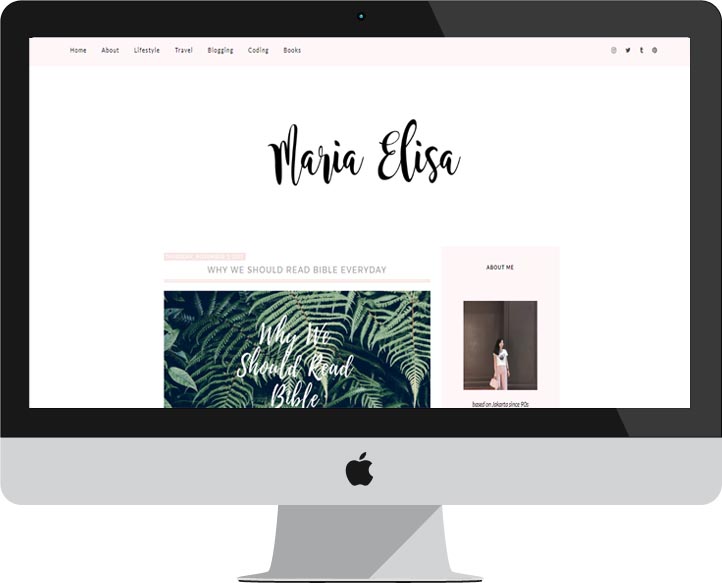 Home About Lifestyle Travel Blogging Coding Books
Maria Elisa
WHY WE SHOULD READ BIBLE EVERYDAY
ABOUT ME
Why We
Should Read
Bible
based on Jakarta since 90s